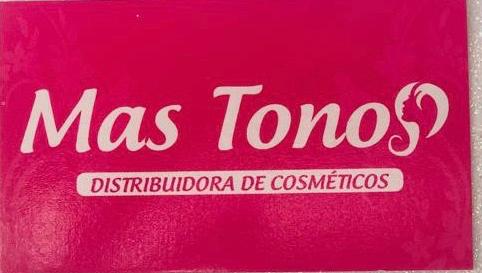 Mas Tonos
DISTRIBUIDORA DE COSMÉTICOS